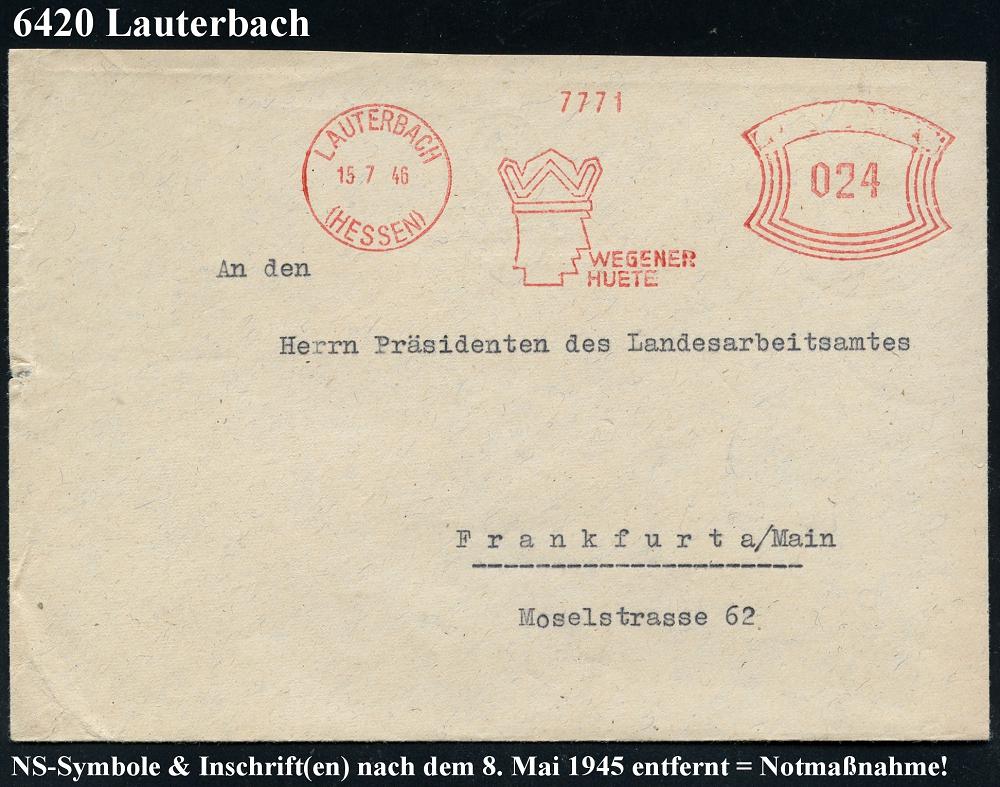 6420 Lauterbach
LAUTERBACH
15.7 46
(HESSEN)
7771
WEGENER
HUETE
024
An den
Herrn Präsidenten des Landesarbeitsamtes
F r a n k f u r t a/Main
Moselstrasse 62
NS-Symbole & Inschrift(en) nach dem 8. Mai 1945 entfernt = Notmaßnahme!